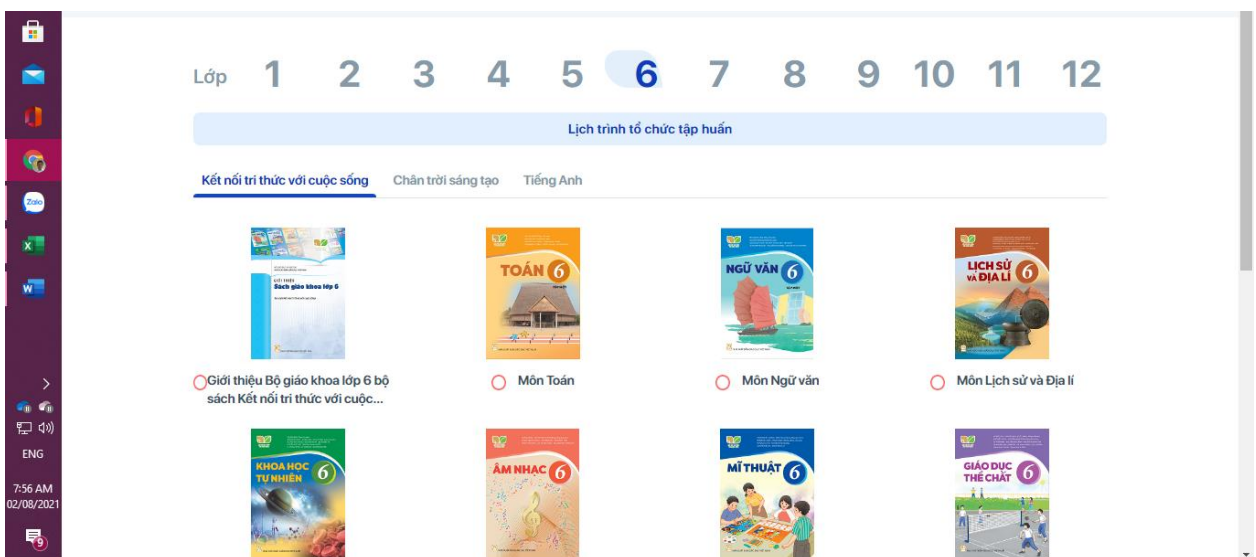 Lớp 1 2 3 4 5 6 7 8 9 10 11 12
Lịch trình tổ chức tập huấn
Kết nối tri thức với cuộc sống Chân trời sáng tạo Tiếng Anh
Sách giáo khoa lớp 6
TOÁN 6
NGỮ VĂN 6
LỊCH SỬ
VÀ ĐỊA LÍ 6
Giới thiệu Bộ giáo khoa lớp 6 bộ
sách Kết nối tri thức với cuộc...
Môn Toán
Môn Ngữ văn
Môn Lịch sử và Địa lí
KHOA HỌC
TỰ NHIÊN 6
ÂM NHẠC 6
MĨ THUẬT 6
GIÁO DỤC
THỂ CHẤT 6
Zalo
ENG
7:56 AM
02/08/2021
9